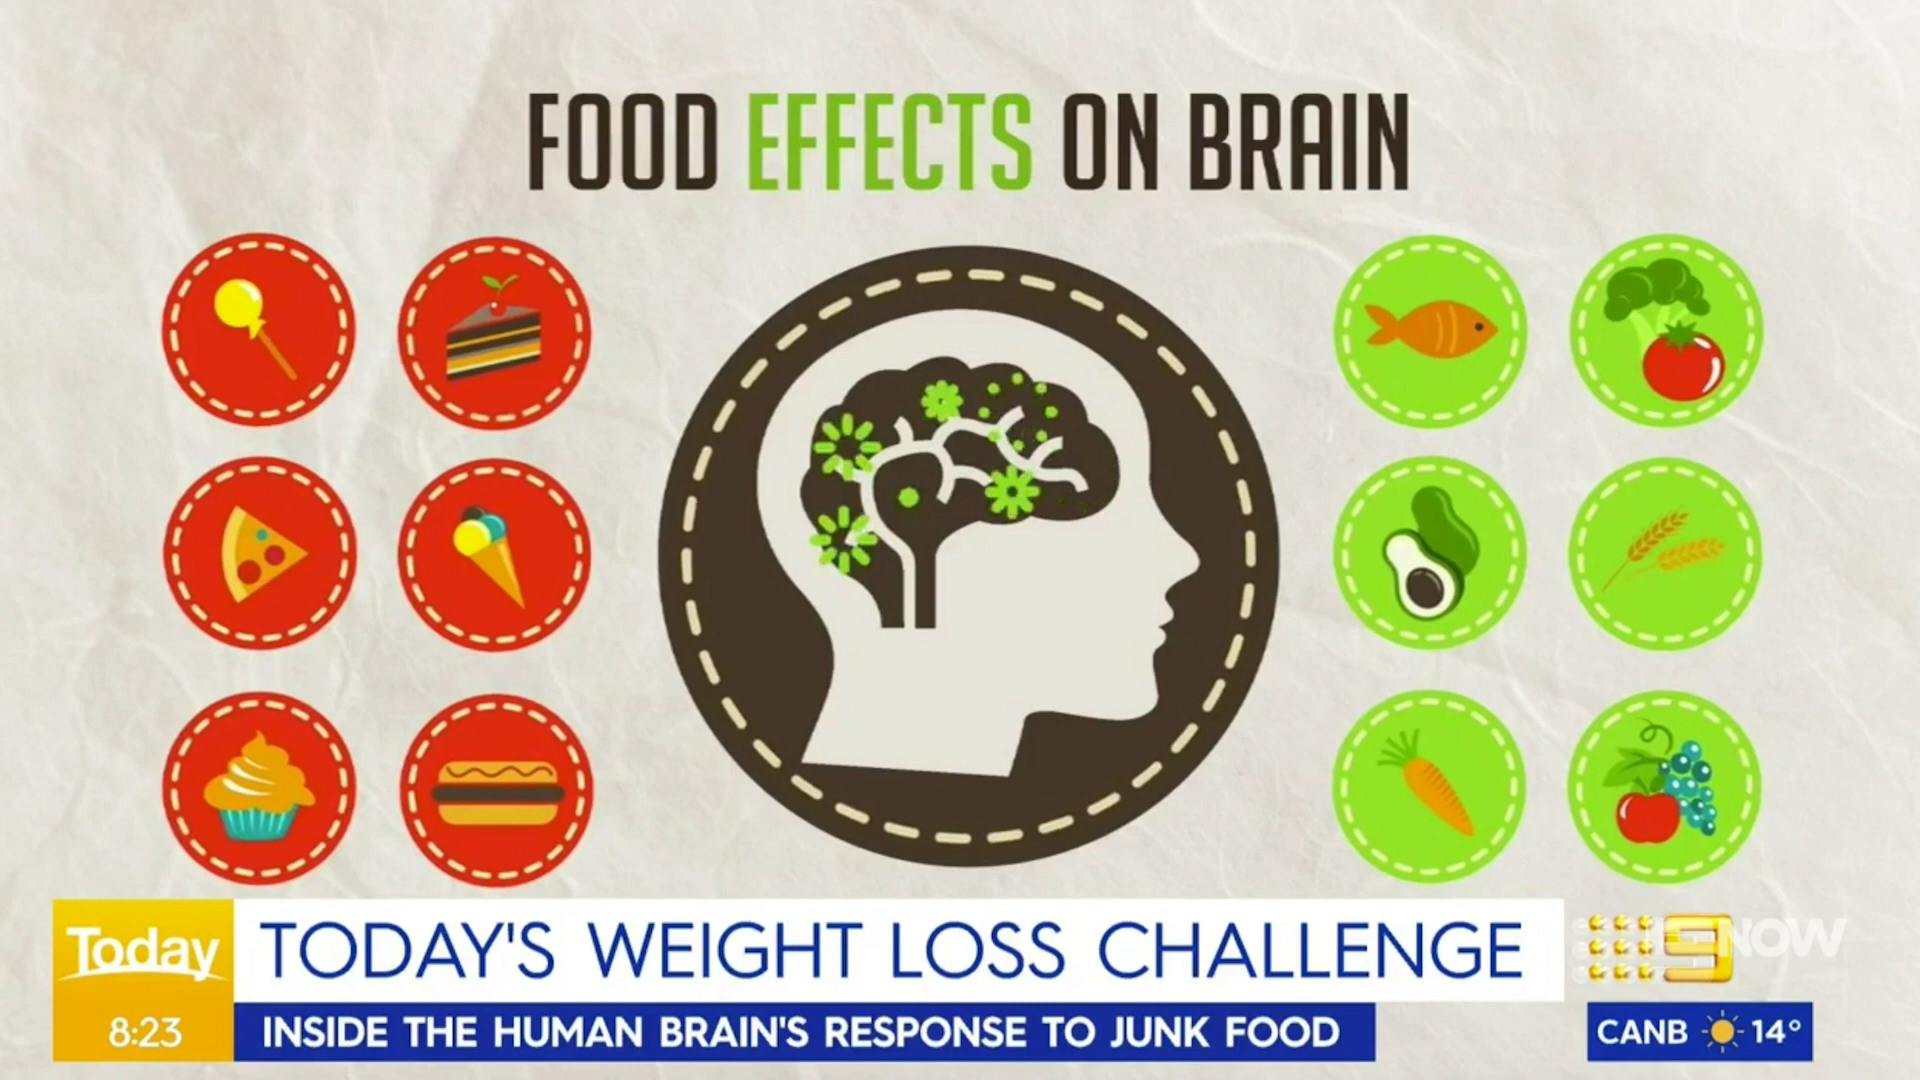 FOOD EFFECTS ON BRAIN
Today
TODAY'S WEIGHT LOSS CHALLENGE
9NOW
8:23
INSIDE THE HUMAN BRAIN'S RESPONSE TO JUNK FOOD
CANB 14°